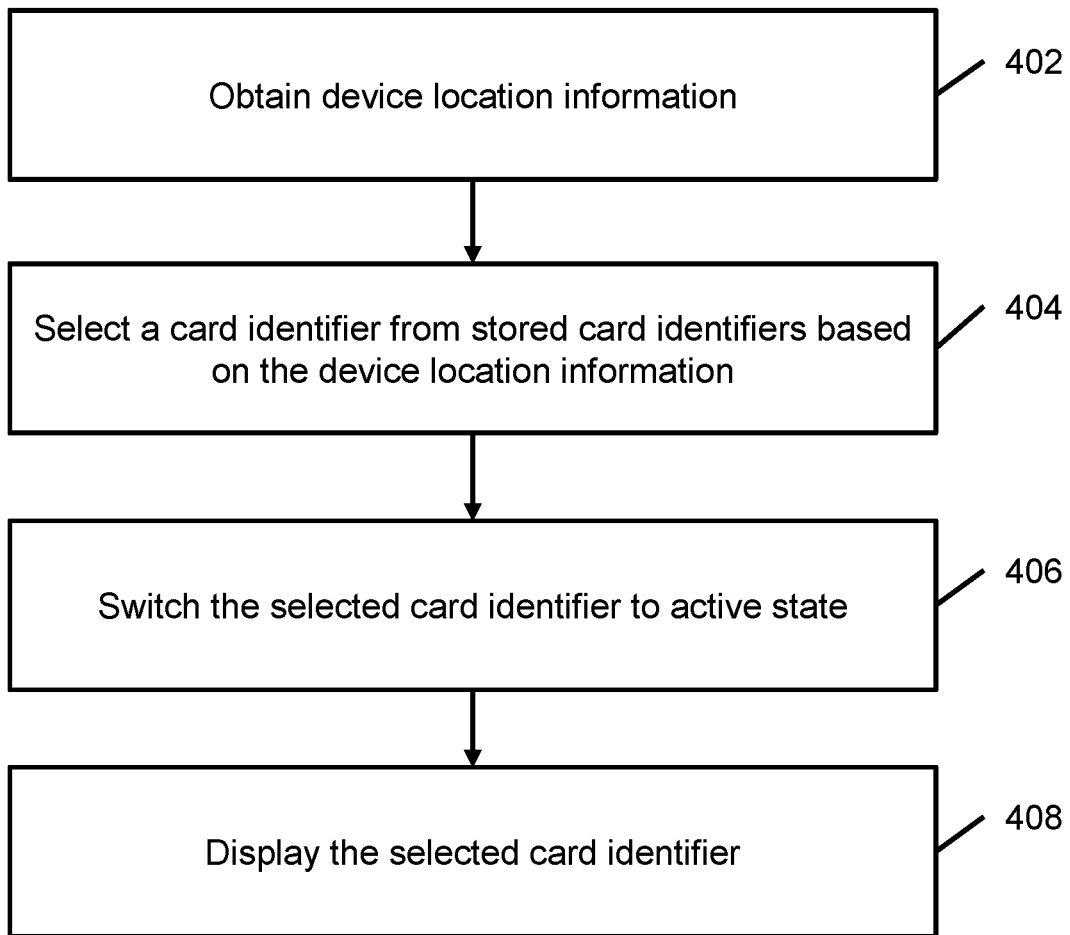 Obtain device location information
402
Select a card identifier from stored card identifiers based
on the device location information
404
Switch the selected card identifier to active state
406
Display the selected card identifier
408